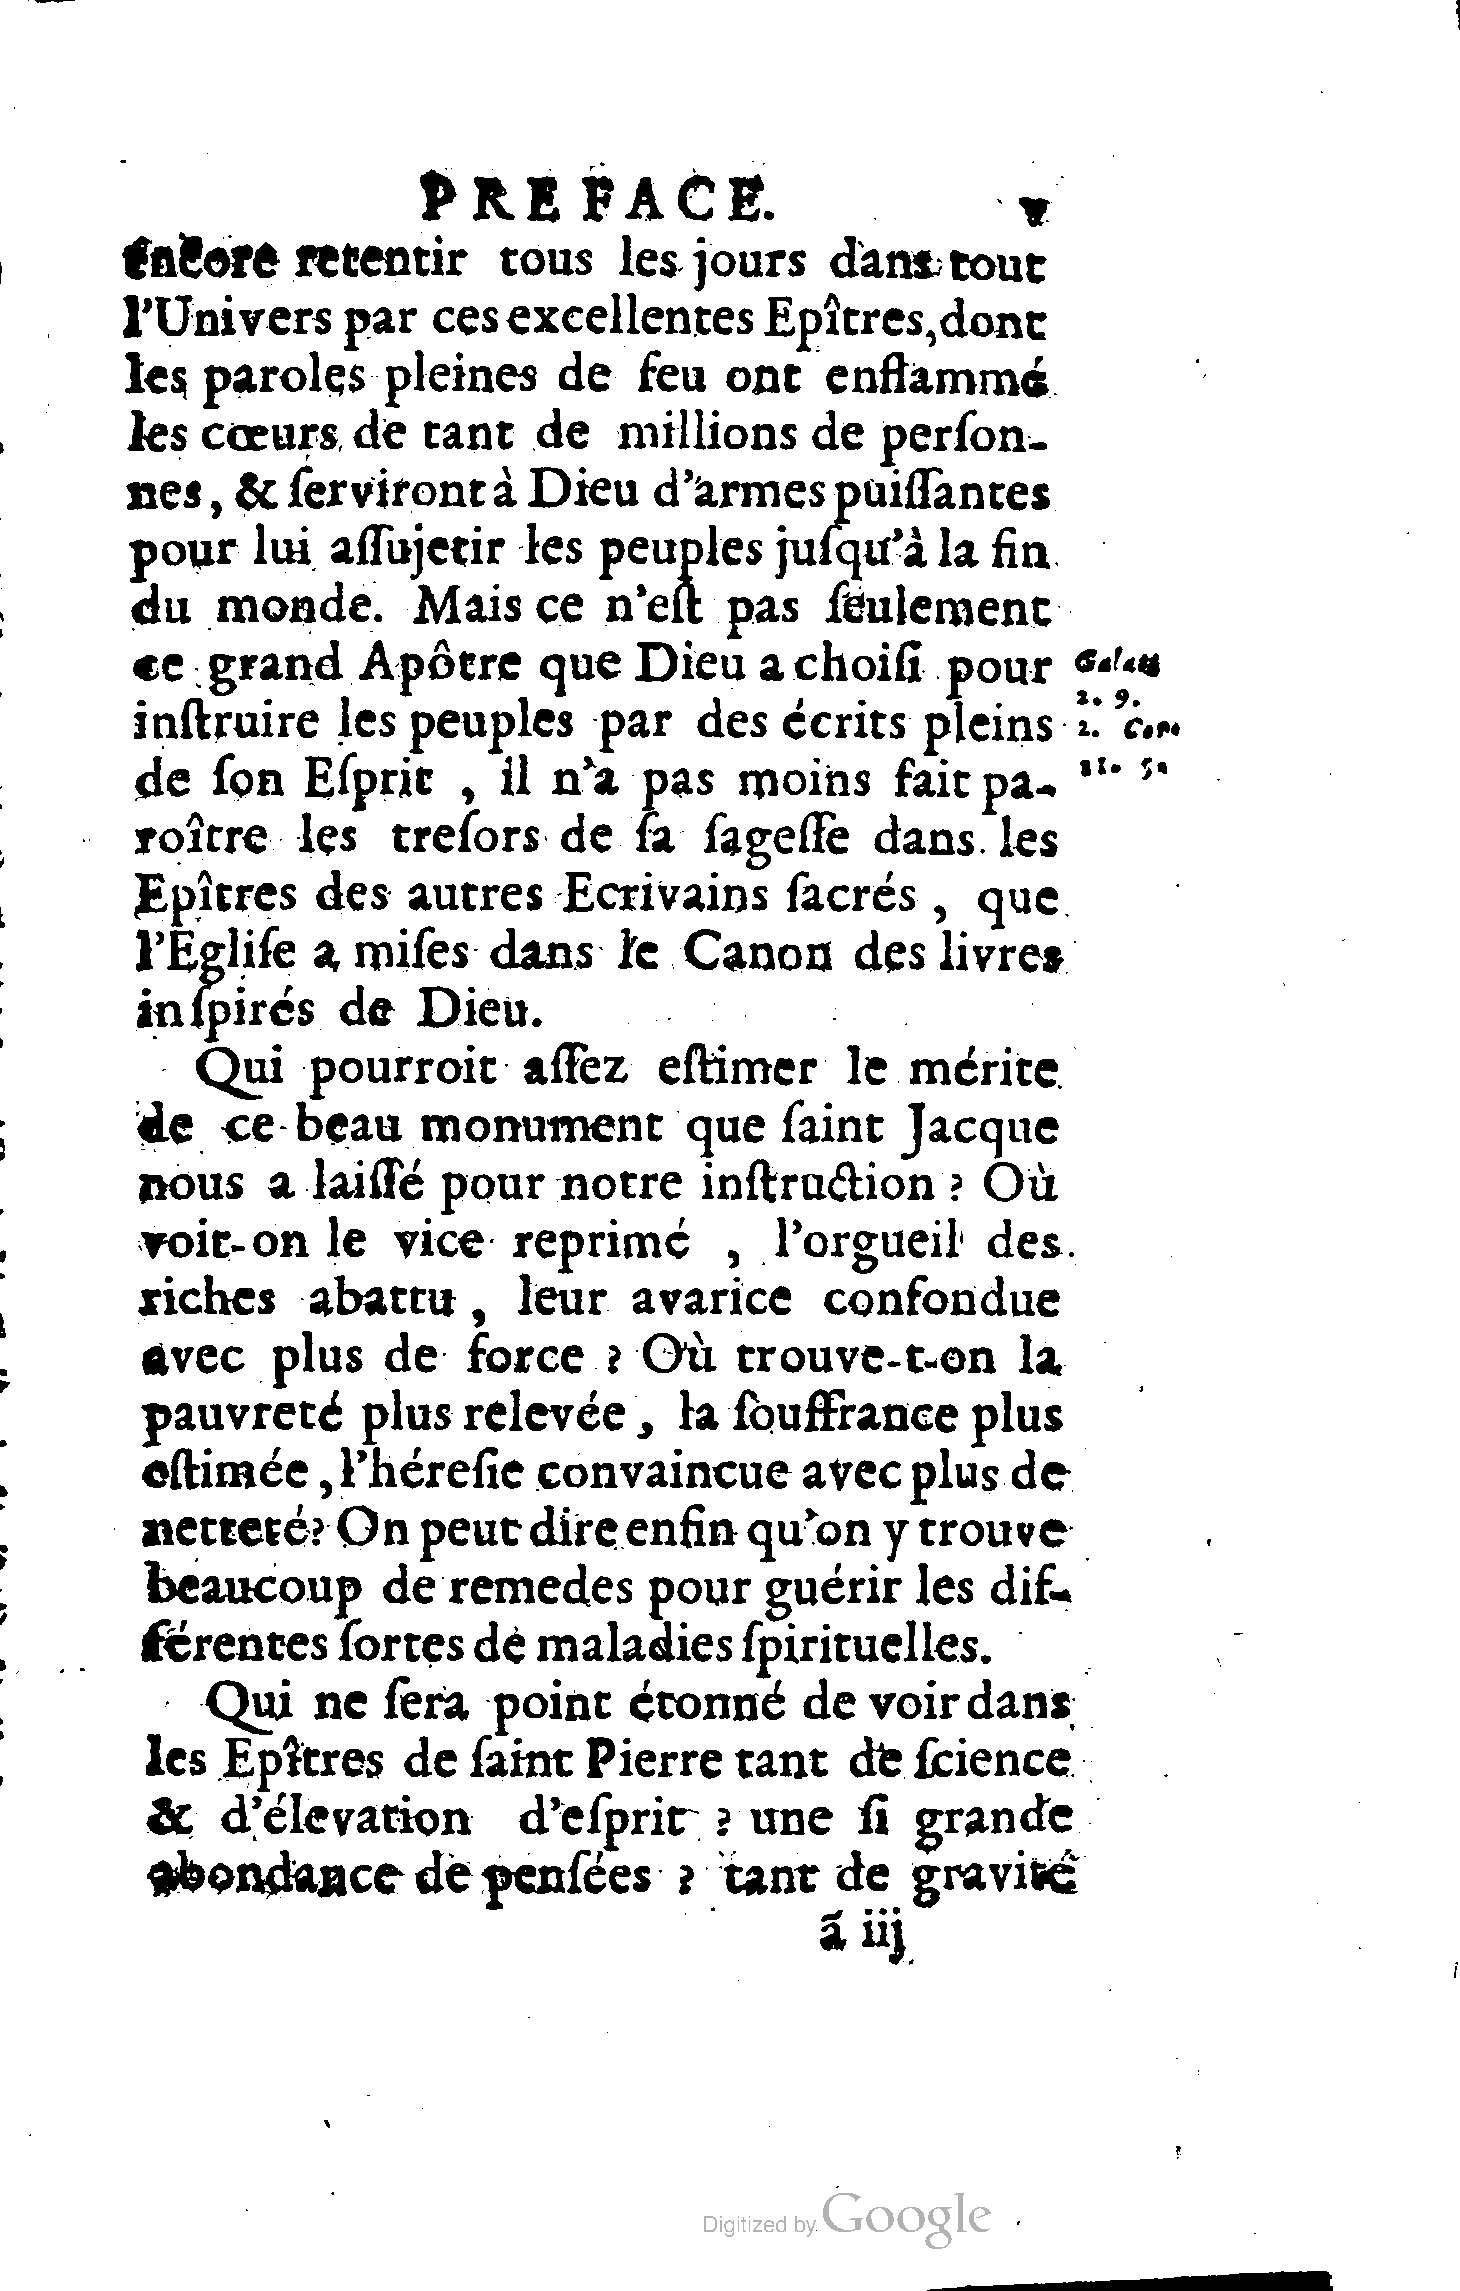 PREFACE. v
encore retentir tous les jours dans tout
l'Univers par ces excellentes Epîtres, dont
les paroles pleines de feu ont enflammé
les cœurs de tant de millions de perſon-
nes, & ſerviront à Dieu d'armes puiſſantes
pour lui aſſujetir les peuples juſqu'à la fin
du monde. Mais ce n'eſt pas ſeulement
ce grand Apôtre que Dieu a choiſi pour
Galat.
inſtruire les peuples par des écrits pleins
2. 9.
2. Cor.
de ſon Eſprit, il n'a pas moins fait pa-
11. 5.
roître les treſors de ſa ſageſſe dans les
Epîtres des autres Ecrivains ſacrés, que
l'Egliſe a miſes dans le Canon des livres
inſpirés de Dieu.
Qui pourroit aſſez eſtimer le mérite
de ce beau monument que ſaint Jacque
nous a laiſſé pour notre inſtruction ? Où
voit-on le vice reprimé, l'orgueil des
riches abattu, leur avarice confondue
avec plus de force ? Où trouve-t-on la
pauvreté plus relevée, la ſouffrance plus
eſtimée, l'héreſie convaincue avec plus de
netteté? On peut dire enfin qu'on y trouve
beaucoup de remedes pour guérir les dif-
férentes ſortes de maladies ſpirituelles.
Qui ne ſera point étonné de voir dans
les Epîtres de ſaint Pierre tant de ſcience
& d'élevation d'eſprit ? une ſi grande
abondance de penſées ? tant de gravité
ã iij
Digitized by Google